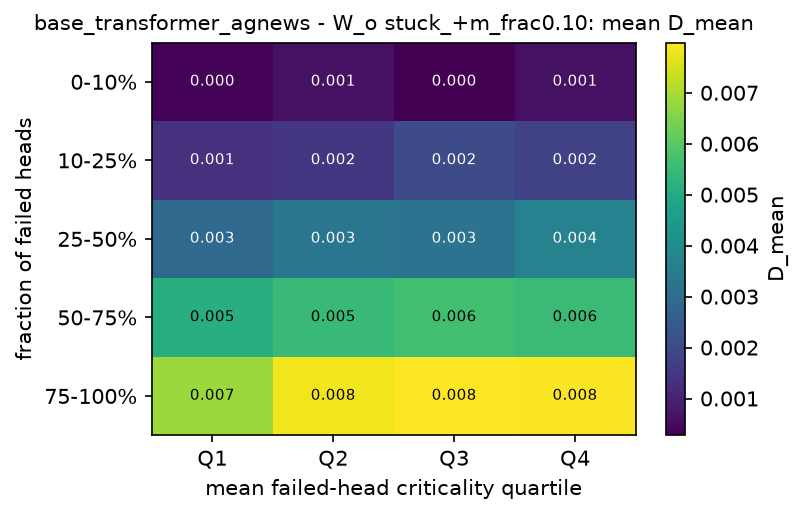 base_transformer_agnews - W_o stuck_+m_frac0.10: mean D_mean
fraction of failed heads
0-10% 0.000 0.001 0.000 0.001
10-25% 0.001 0.002 0.002 0.002
25-50% 0.003 0.003 0.003 0.004
50-75% 0.005 0.005 0.006 0.006
75-100% 0.007 0.008 0.008 0.008
Q1 Q2 Q3 Q4
mean failed-head criticality quartile
0.007
0.006
0.005
0.004
0.003
0.002
0.001
D_mean